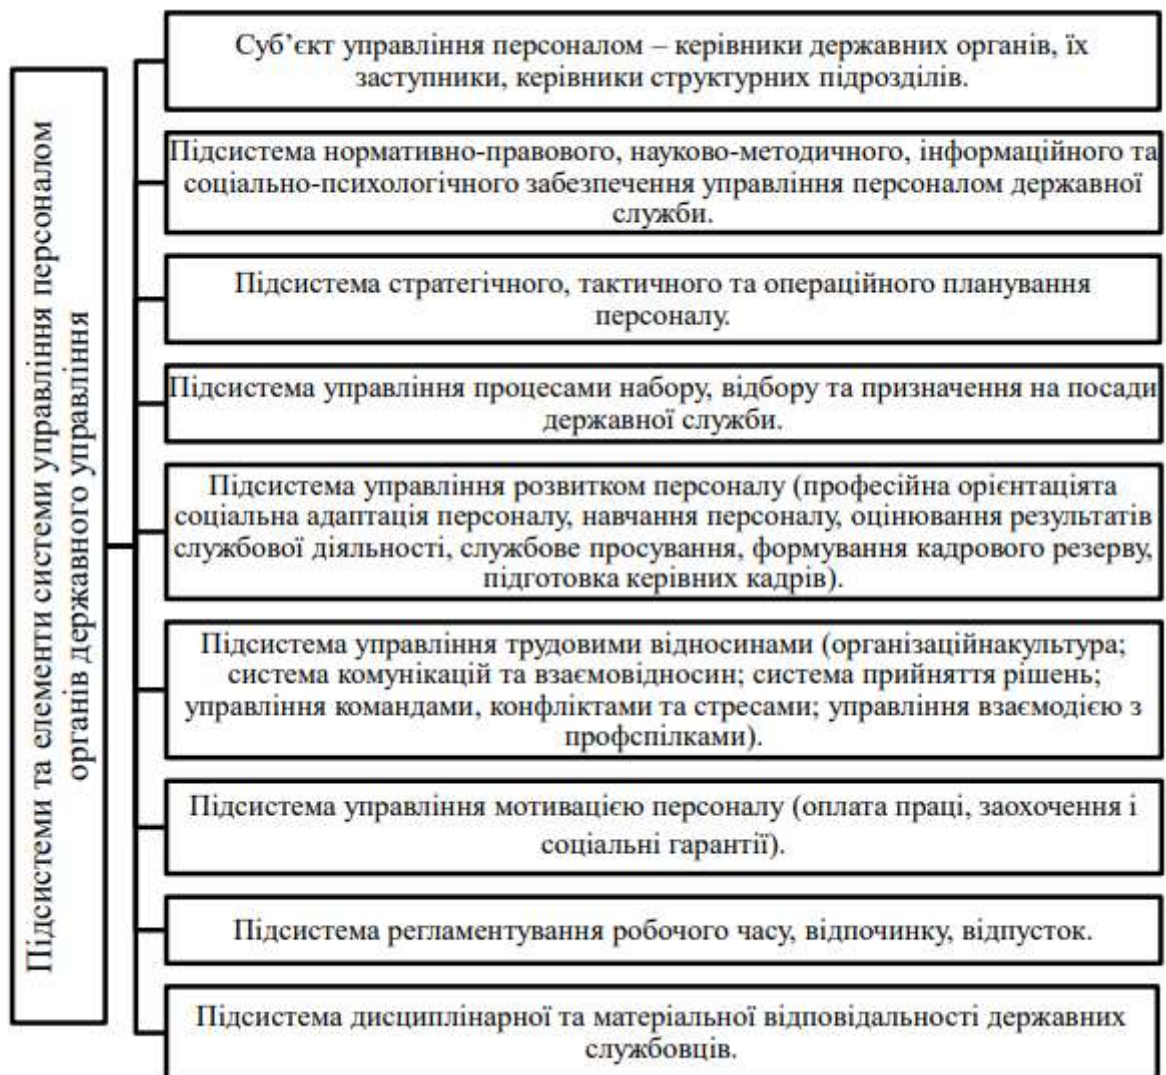 Підсистеми та елементи системи управління персоналом
органів державного управління
Суб’єкт управління персоналом – керівники державних органів, їх
заступники, керівники структурних підрозділів.
Підсистема нормативно-правового, науково-методичного, інформаційного та
соціально-психологічного забезпечення управління персоналом державної
служби.
Підсистема стратегічного, тактичного та операційного планування
персоналу.
Підсистема управління процесами набору, відбору та призначення на посади
державної служби.
Підсистема управління розвитком персоналу (професійна орієнтаціята
соціальна адаптація персоналу, навчання персоналу, оцінювання результатів
службової діяльності, службове просування, формування кадрового резерву,
підготовка керівних кадрів).
Підсистема управління трудовими відносинами (організаційнакультура;
система комунікацій та взаємовідносин; система прийняття рішень;
управління командами, конфліктами та стресами; управління взаємодією з
профспілками).
Підсистема управління мотивацією персоналу (оплата праці, заохочення і
соціальні гарантії).
Підсистема регламентування робочого часу, відпочинку, відпусток.
Підсистема дисциплінарної та матеріальної відповідальності державних
службовців.